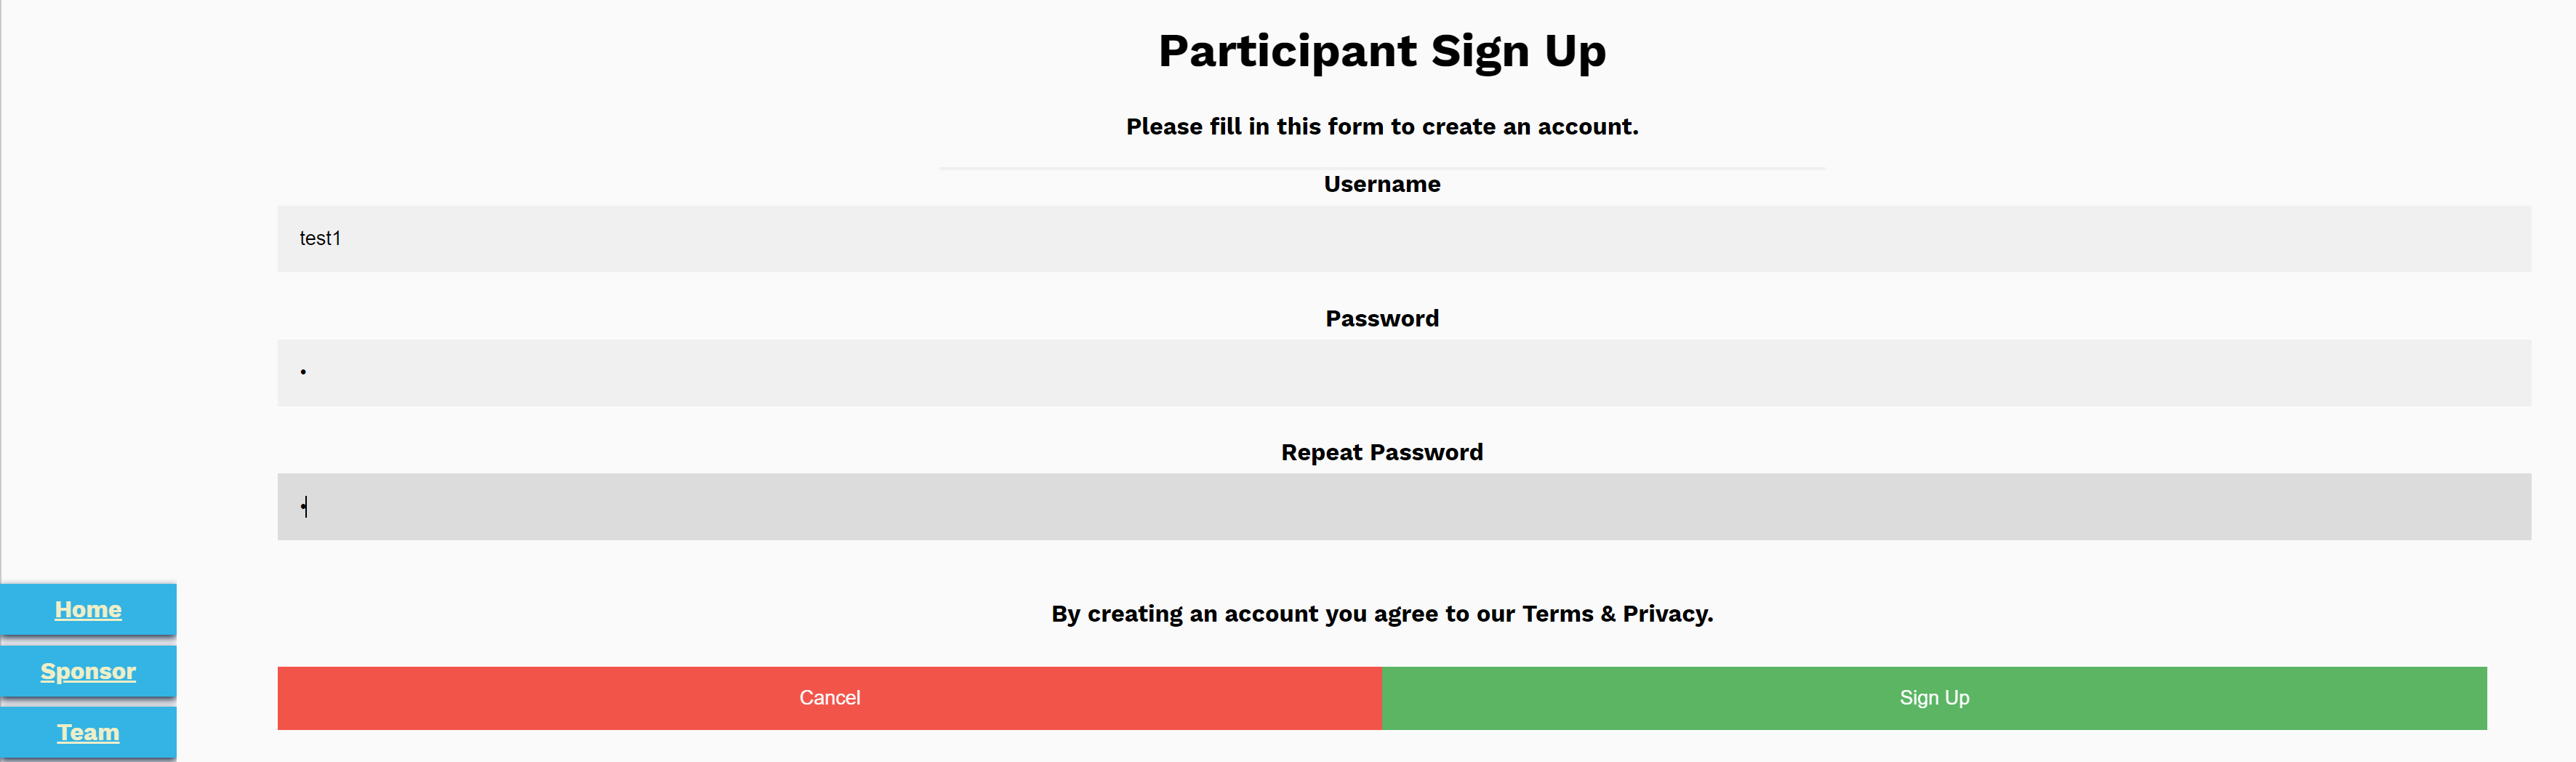 Participant Sign Up
Please fill in this form to create an account.
Username
test1
Password
•
Repeat Password
•
Home
By creating an account you agree to our Terms & Privacy.
Sponsor
Cancel
Sign Up
Team